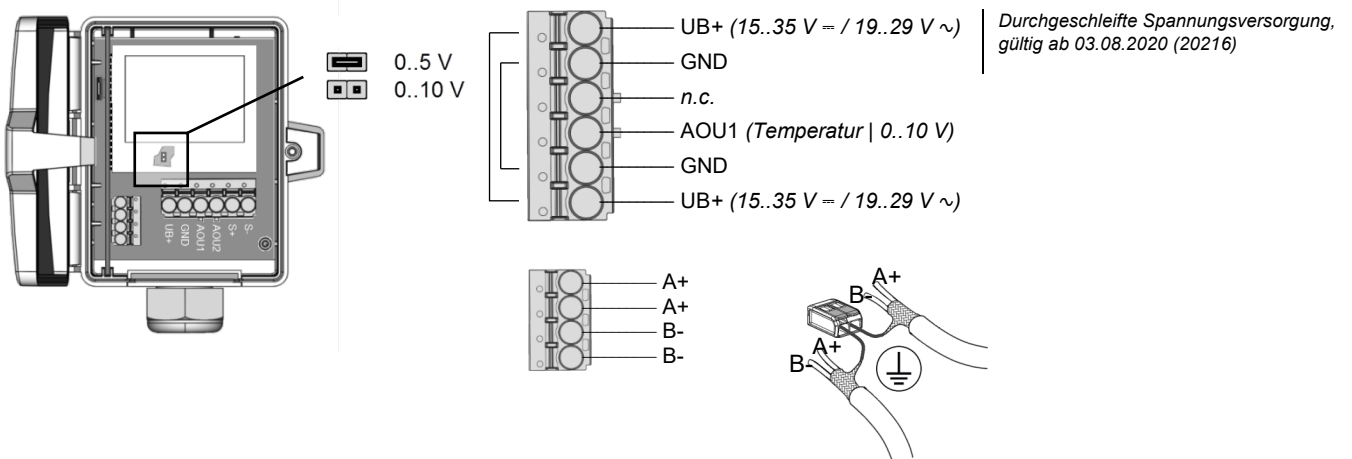 0..5 V
0..10 V
UB+
GND
AOU1
AOU2
S+
S-
UB+ (15..35 V ⎓ / 19..29 V ∿)
GND
n.c.
AOU1 (Temperatur | 0..10 V)
GND
UB+ (15..35 V ⎓ / 19..29 V ∿)
Durchgeschleifte Spannungsversorgung,
gültig ab 03.08.2020 (20216)
A+
A+
B-
B-
A+
B-
A+
B-